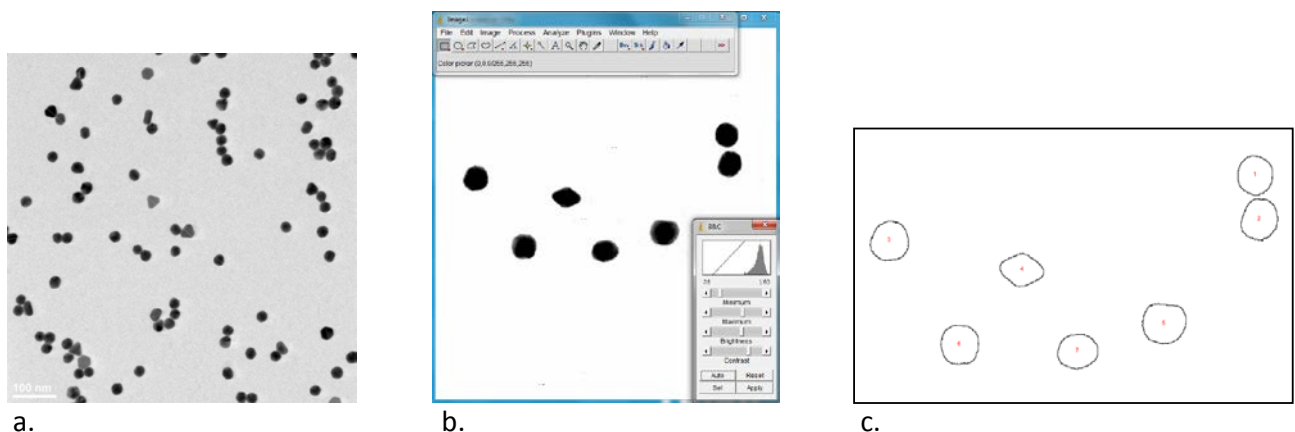 ImageJ
File Edit Image Process Analyze Plugins Window Help
B&C
Minimum
Maximum
Brightness
Contrast
Auto Reset
Set Apply
100 nm
1
2
3
4
5
6
7
a.
b.
c.